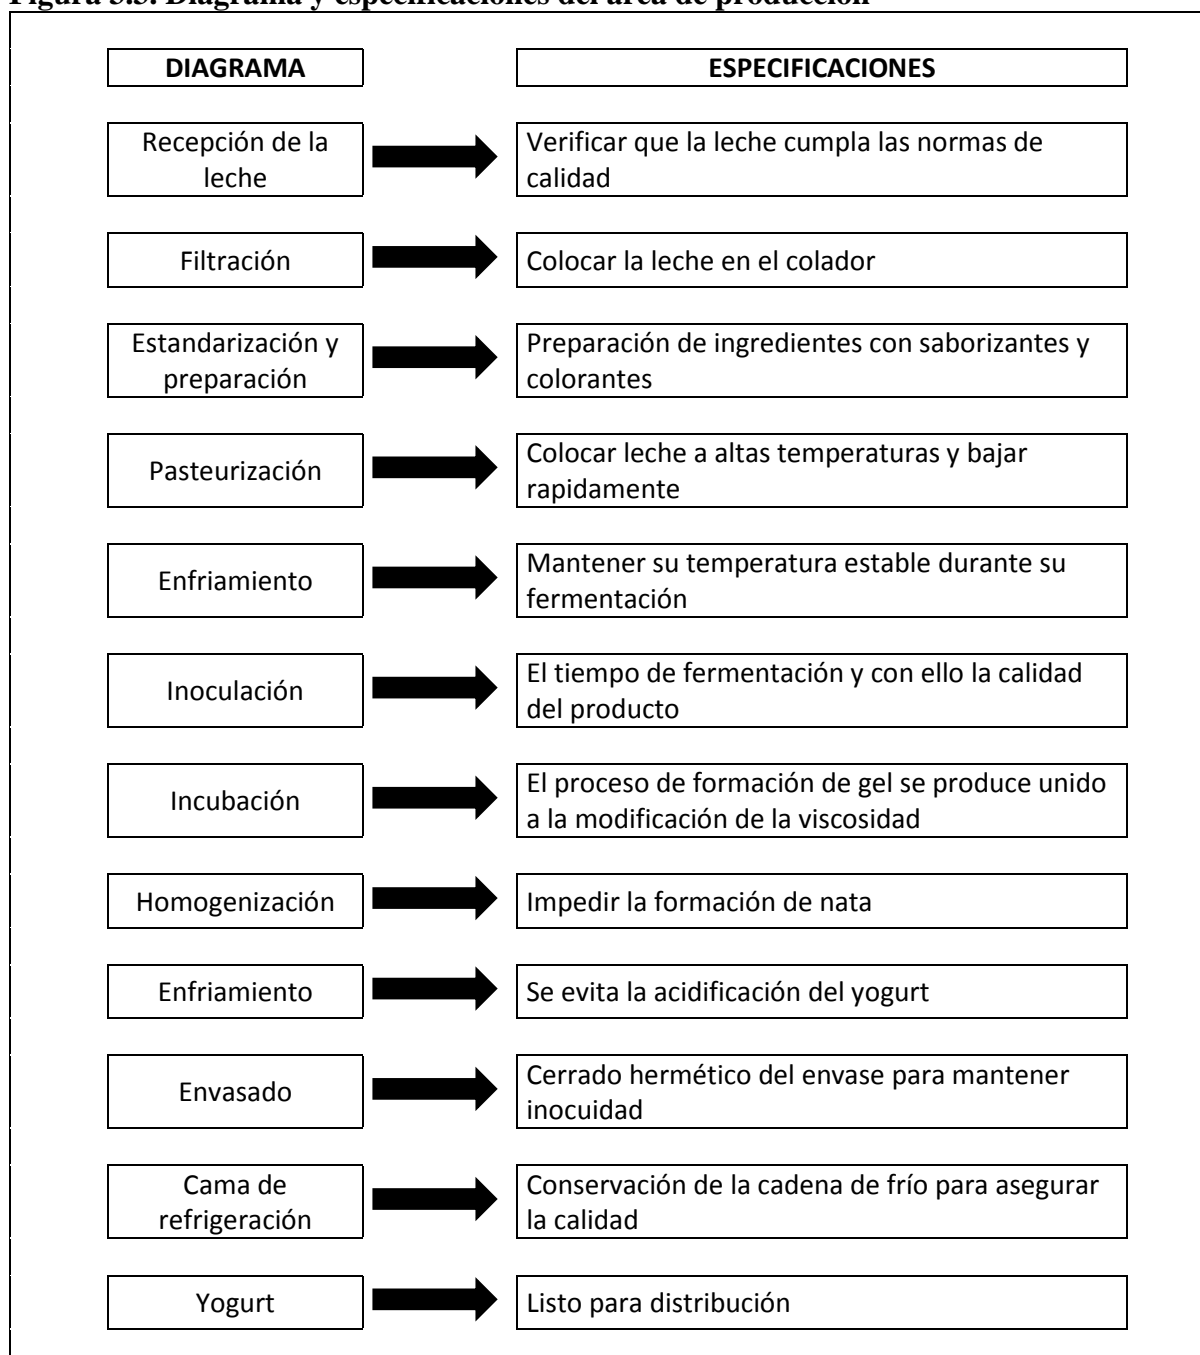 Figura 3.3. Diagrama y especificaciones del área de producción
DIAGRAMA
ESPECIFICACIONES
Recepción de la
leche
Verificar que la leche cumpla las normas de
calidad
Filtración
Colocar la leche en el colador
Estandarización y
preparación
Preparación de ingredientes con saborizantes y
colorantes
Pasteurización
Colocar leche a altas temperaturas y bajar
rapidamente
Enfriamiento
Mantener su temperatura estable durante su
fermentación
Inoculación
El tiempo de fermentación y con ello la calidad
del producto
Incubación
El proceso de formación de gel se produce unido
a la modificación de la viscosidad
Homogenización
Impedir la formación de nata
Enfriamiento
Se evita la acidificación del yogurt
Envasado
Cerrado hermético del envase para mantener
inocuidad
Cama de
refrigeración
Conservación de la cadena de frío para asegurar
la calidad
Yogurt
Listo para distribución